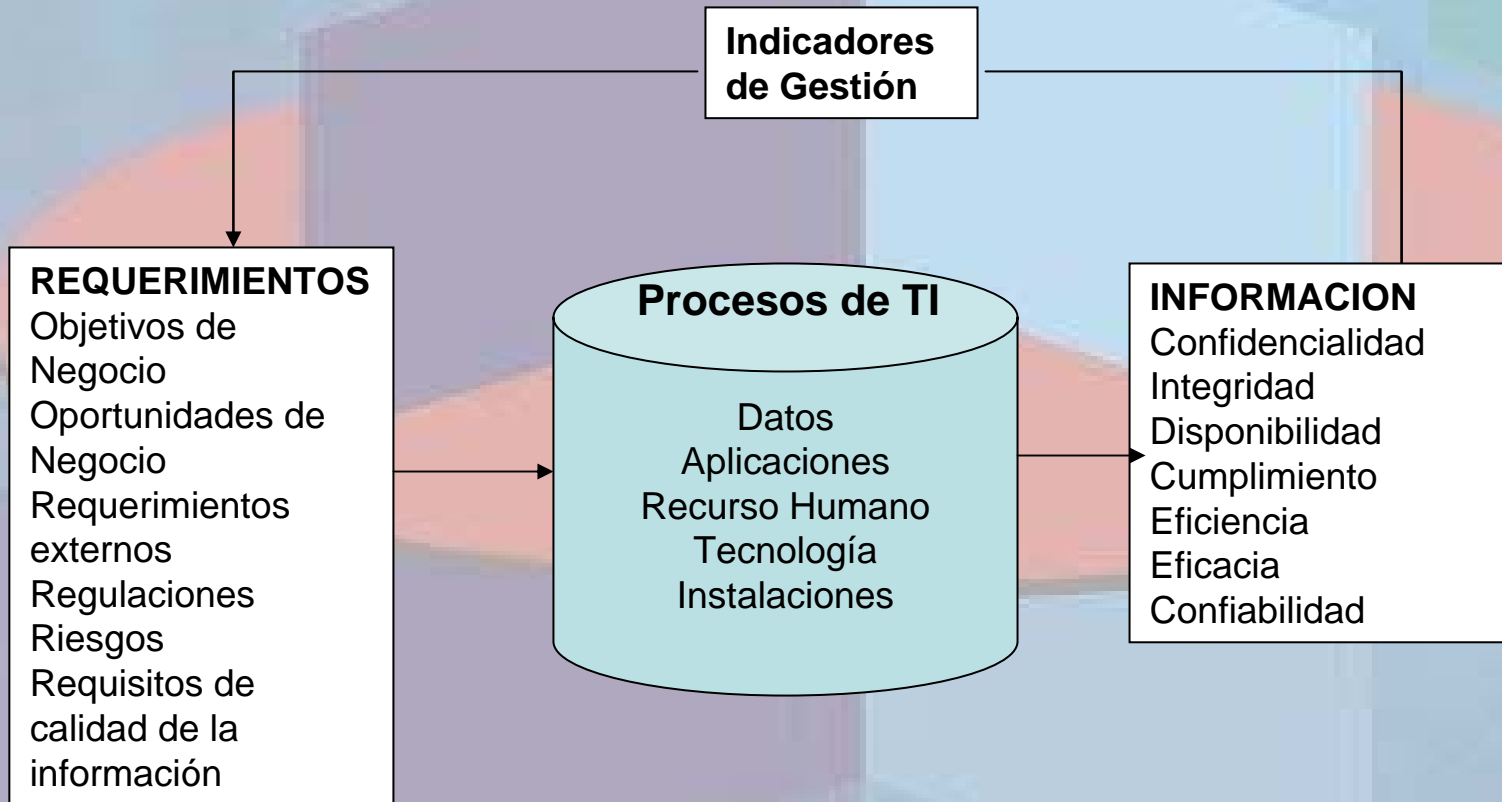 Indicadores
de Gestión
REQUERIMIENTOS
Objetivos de
Negocio
Oportunidades de
Negocio
Requerimientos
externos
Regulaciones
Riesgos
Requisitos de
calidad de la
información
Procesos de TI
Datos
Aplicaciones
Recurso Humano
Tecnología
Instalaciones
INFORMACION
Confidencialidad
Integridad
Disponibilidad
Cumplimiento
Eficiencia
Eficacia
Confiabilidad